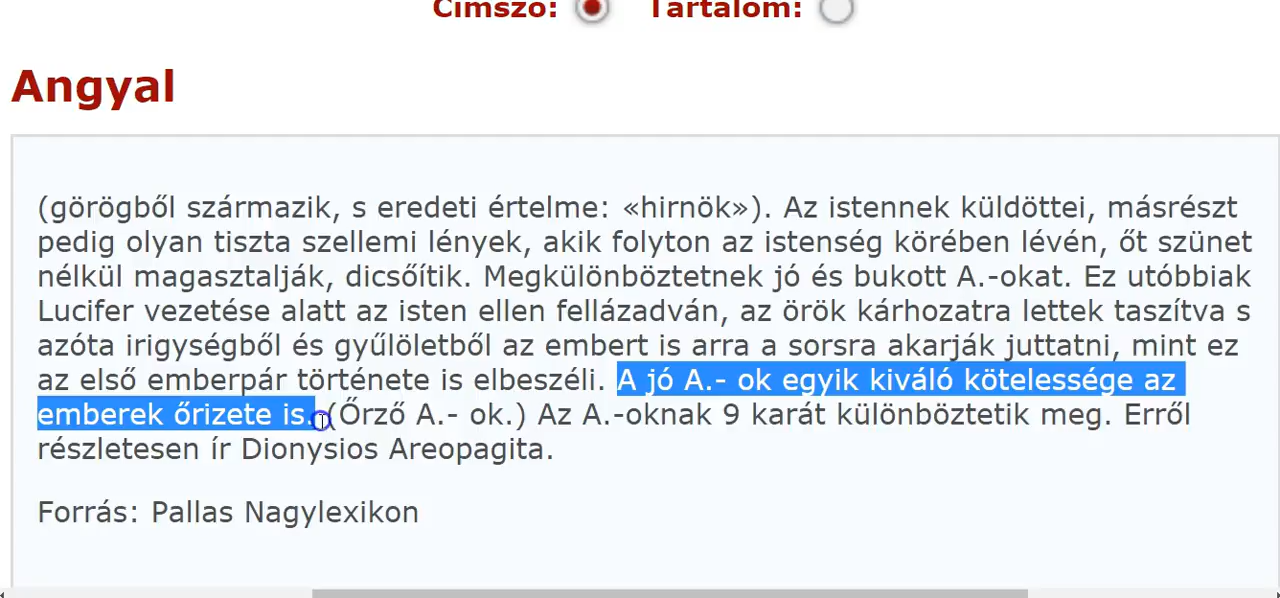 Címszó: Tartalom:
Angyal
(görögből származik, s eredeti értelme: «hirnök»). Az istennek küldöttei, másrészt
pedig olyan tiszta szellemi lények, akik folyton az istenség körében lévén, őt szünet
nélkül magasztalják, dicsőítik. Megkülönböztetnek jó és bukott A.-okat. Ez utóbbiak
Lucifer vezetése alatt az isten ellen fellázadván, az örök kárhozatra lettek taszítva s
azóta irigységből és gyűlöletből az embert is arra a sorsra akarják juttatni, mint ez
az első emberpár története is elbeszéli. A jó A.- ok egyik kiváló kötelessége az
emberek őrizete is. (Őrző A.- ok.) Az A.-oknak 9 karát különböztetik meg. Erről
részletesen ír Dionysios Areopagita.
Forrás: Pallas Nagylexikon